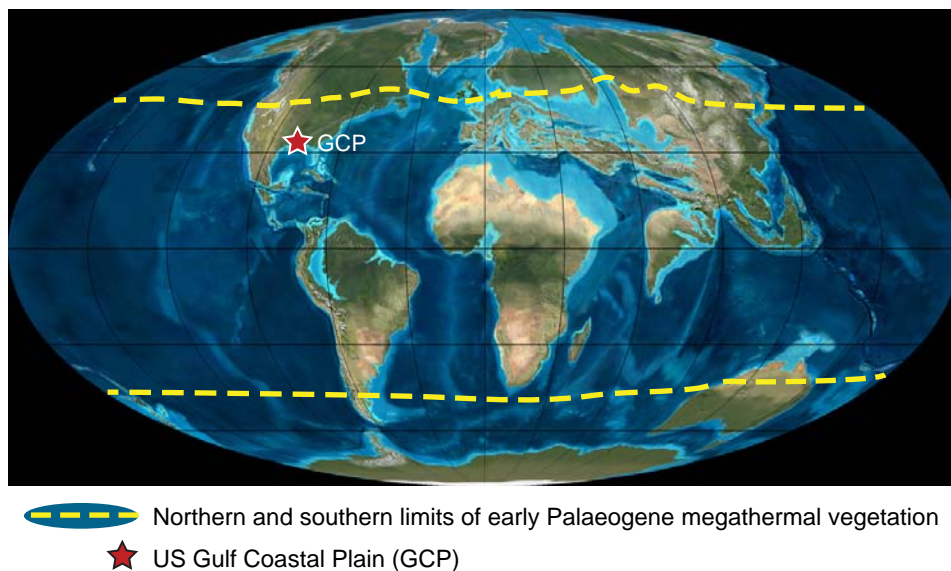 GCP
Northern and southern limits of early Palaeogene megathermal vegetation
US Gulf Coastal Plain (GCP)